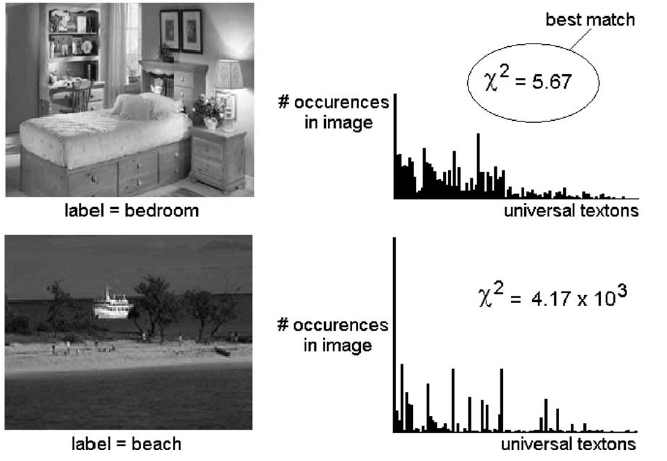 best match
χ² = 5.67
# occurences
in image
universal textons
label = bedroom
χ² = 4.17 x 10³
# occurences
in image
universal textons
label = beach